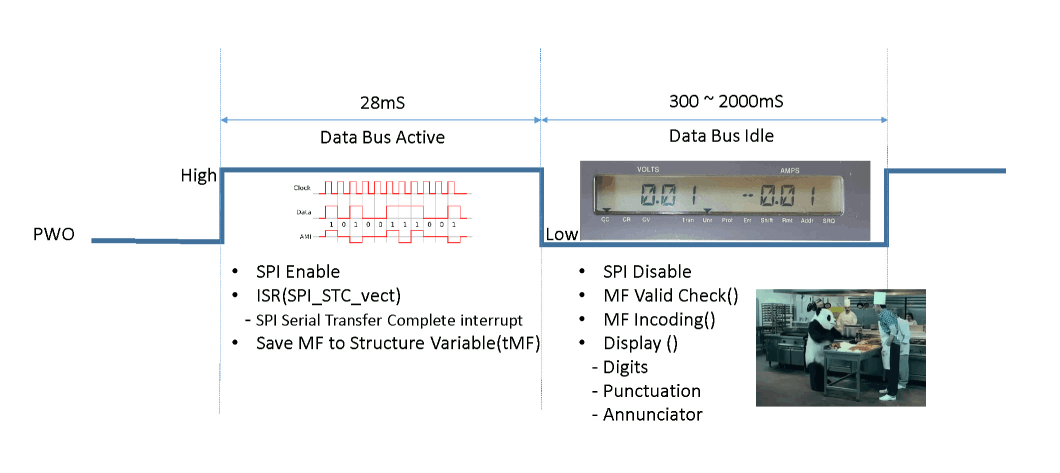 28mS
300 ~ 2000mS
Data Bus Active
Data Bus Idle
High
VOLTS AMPS
Clock
0.01 -0.01
Data
1 0 1 0 0 1 1 1 0 0 1
CC CR CV Tran Unr Prot Err Shift Rmt Addr SRQ
AMI
PWO
Low
• SPI Enable
• ISR(SPI_STC_vect)
- SPI Serial Transfer Complete interrupt
• Save MF to Structure Variable(tMF)
• SPI Disable
• MF Valid Check()
• MF Incoding()
• Display ()
- Digits
- Punctuation
- Annunciator